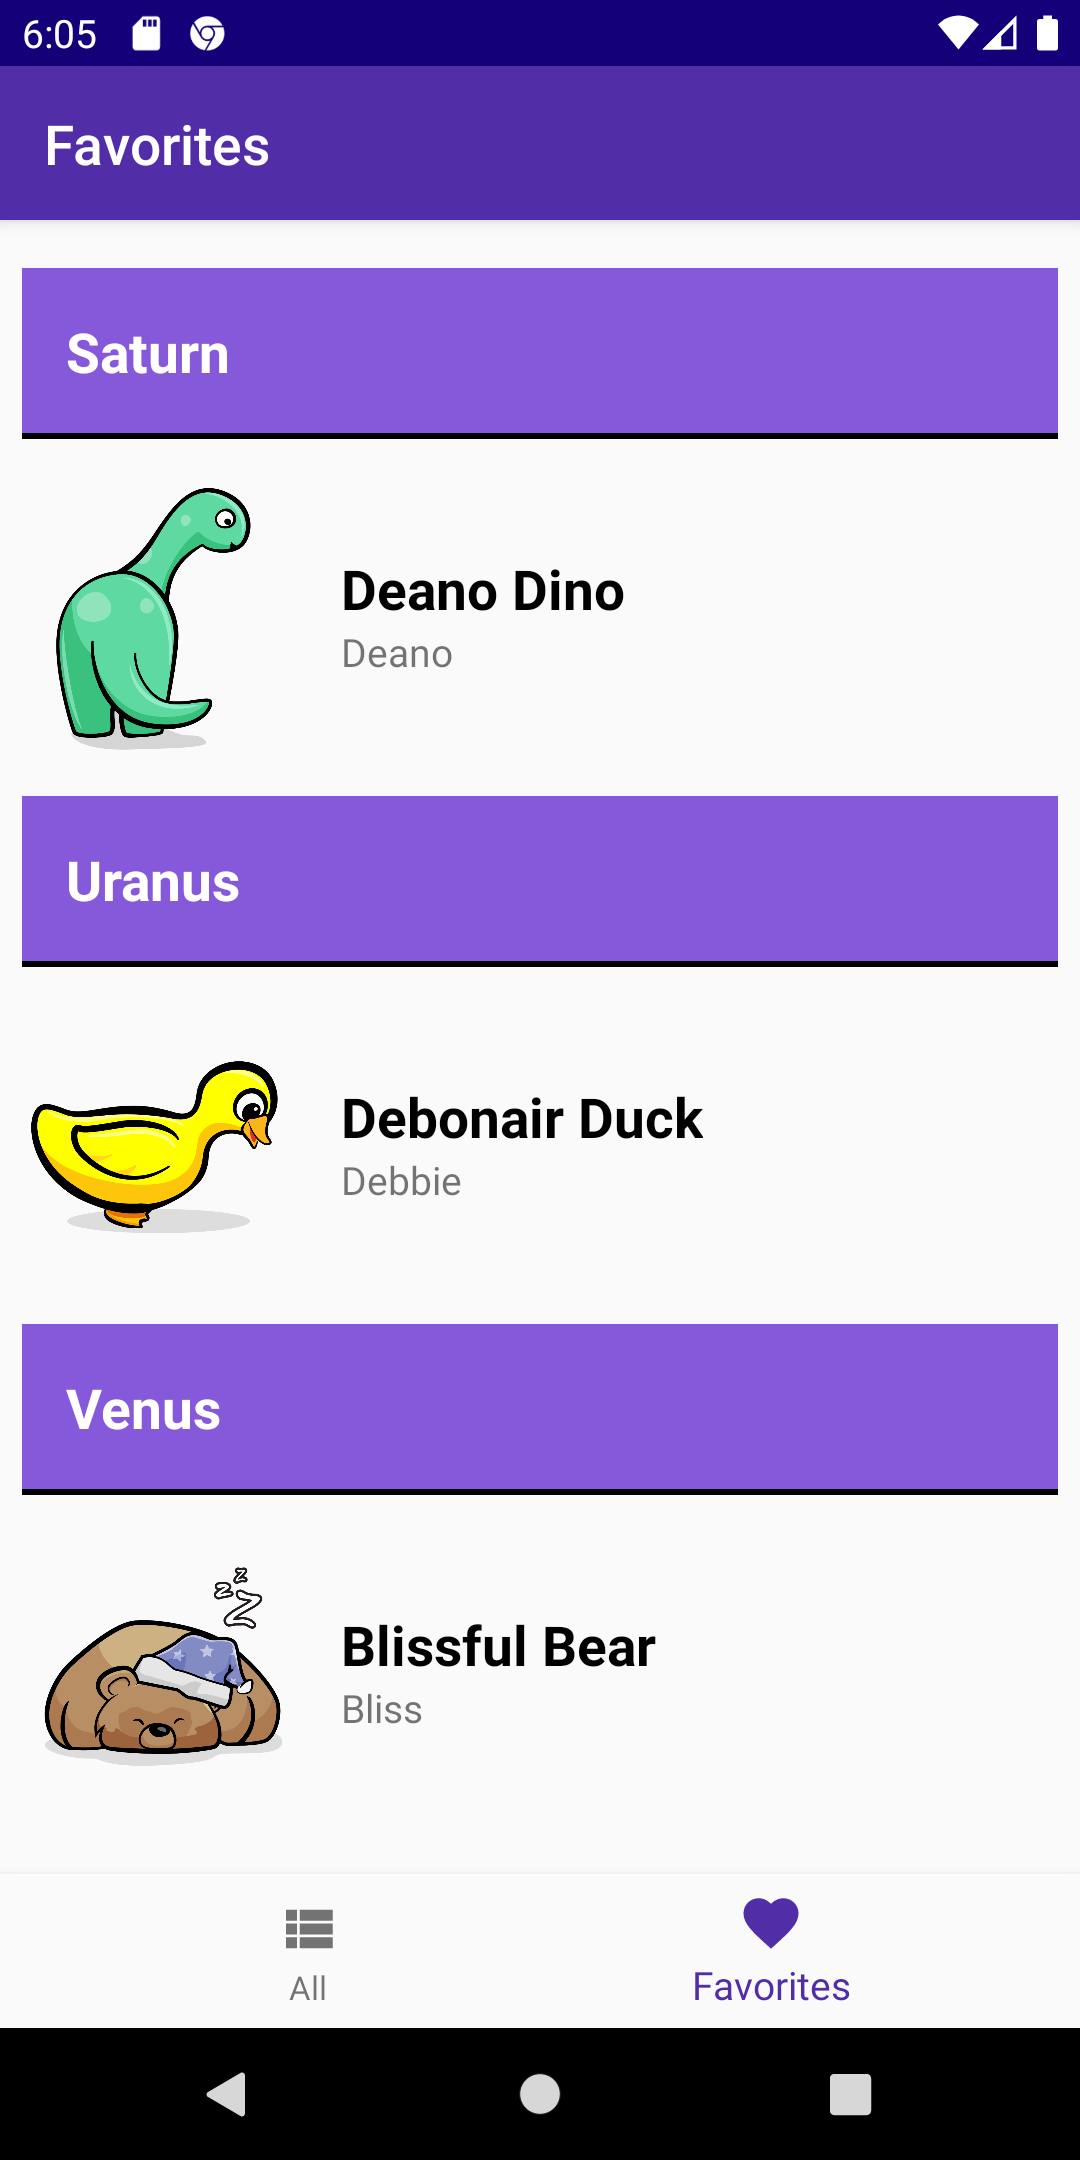 6:05
Favorites
Saturn
Deano Dino
Deano
Uranus
Debonair Duck
Debbie
Venus
z z Z
Blissful Bear
Bliss
All
Favorites